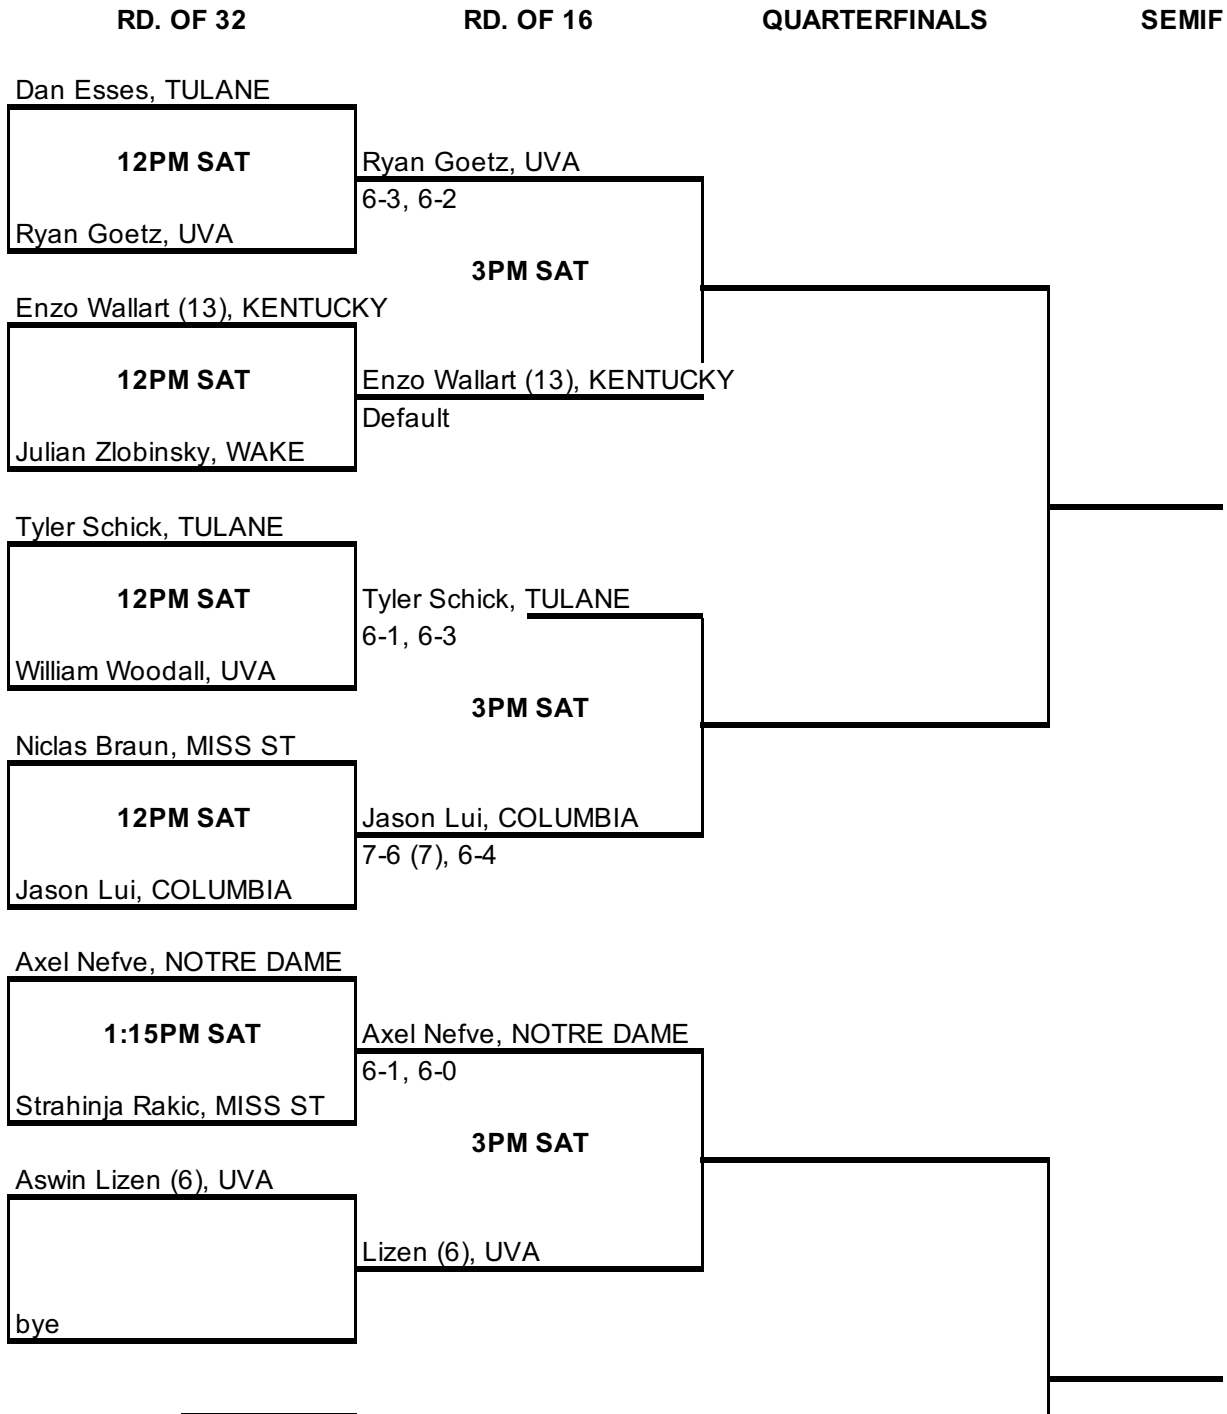 RD. OF 32 RD. OF 16 QUARTERFINALS SEMIF
Dan Esses, TULANE
12PM SAT Ryan Goetz, UVA
6-3, 6-2
Ryan Goetz, UVA
3PM SAT
Enzo Wallart (13), KENTUCKY
12PM SAT Enzo Wallart (13), KENTUCKY
Default
Julian Zlobinsky, WAKE
Tyler Schick, TULANE
12PM SAT Tyler Schick, TULANE
6-1, 6-3
William Woodall, UVA
3PM SAT
Niclas Braun, MISS ST
12PM SAT Jason Lui, COLUMBIA
7-6 (7), 6-4
Jason Lui, COLUMBIA
Axel Nefve, NOTRE DAME
1:15PM SAT Axel Nefve, NOTRE DAME
6-1, 6-0
Strahinja Rakic, MISS ST
3PM SAT
Aswin Lizen (6), UVA
Lizen (6), UVA
bye